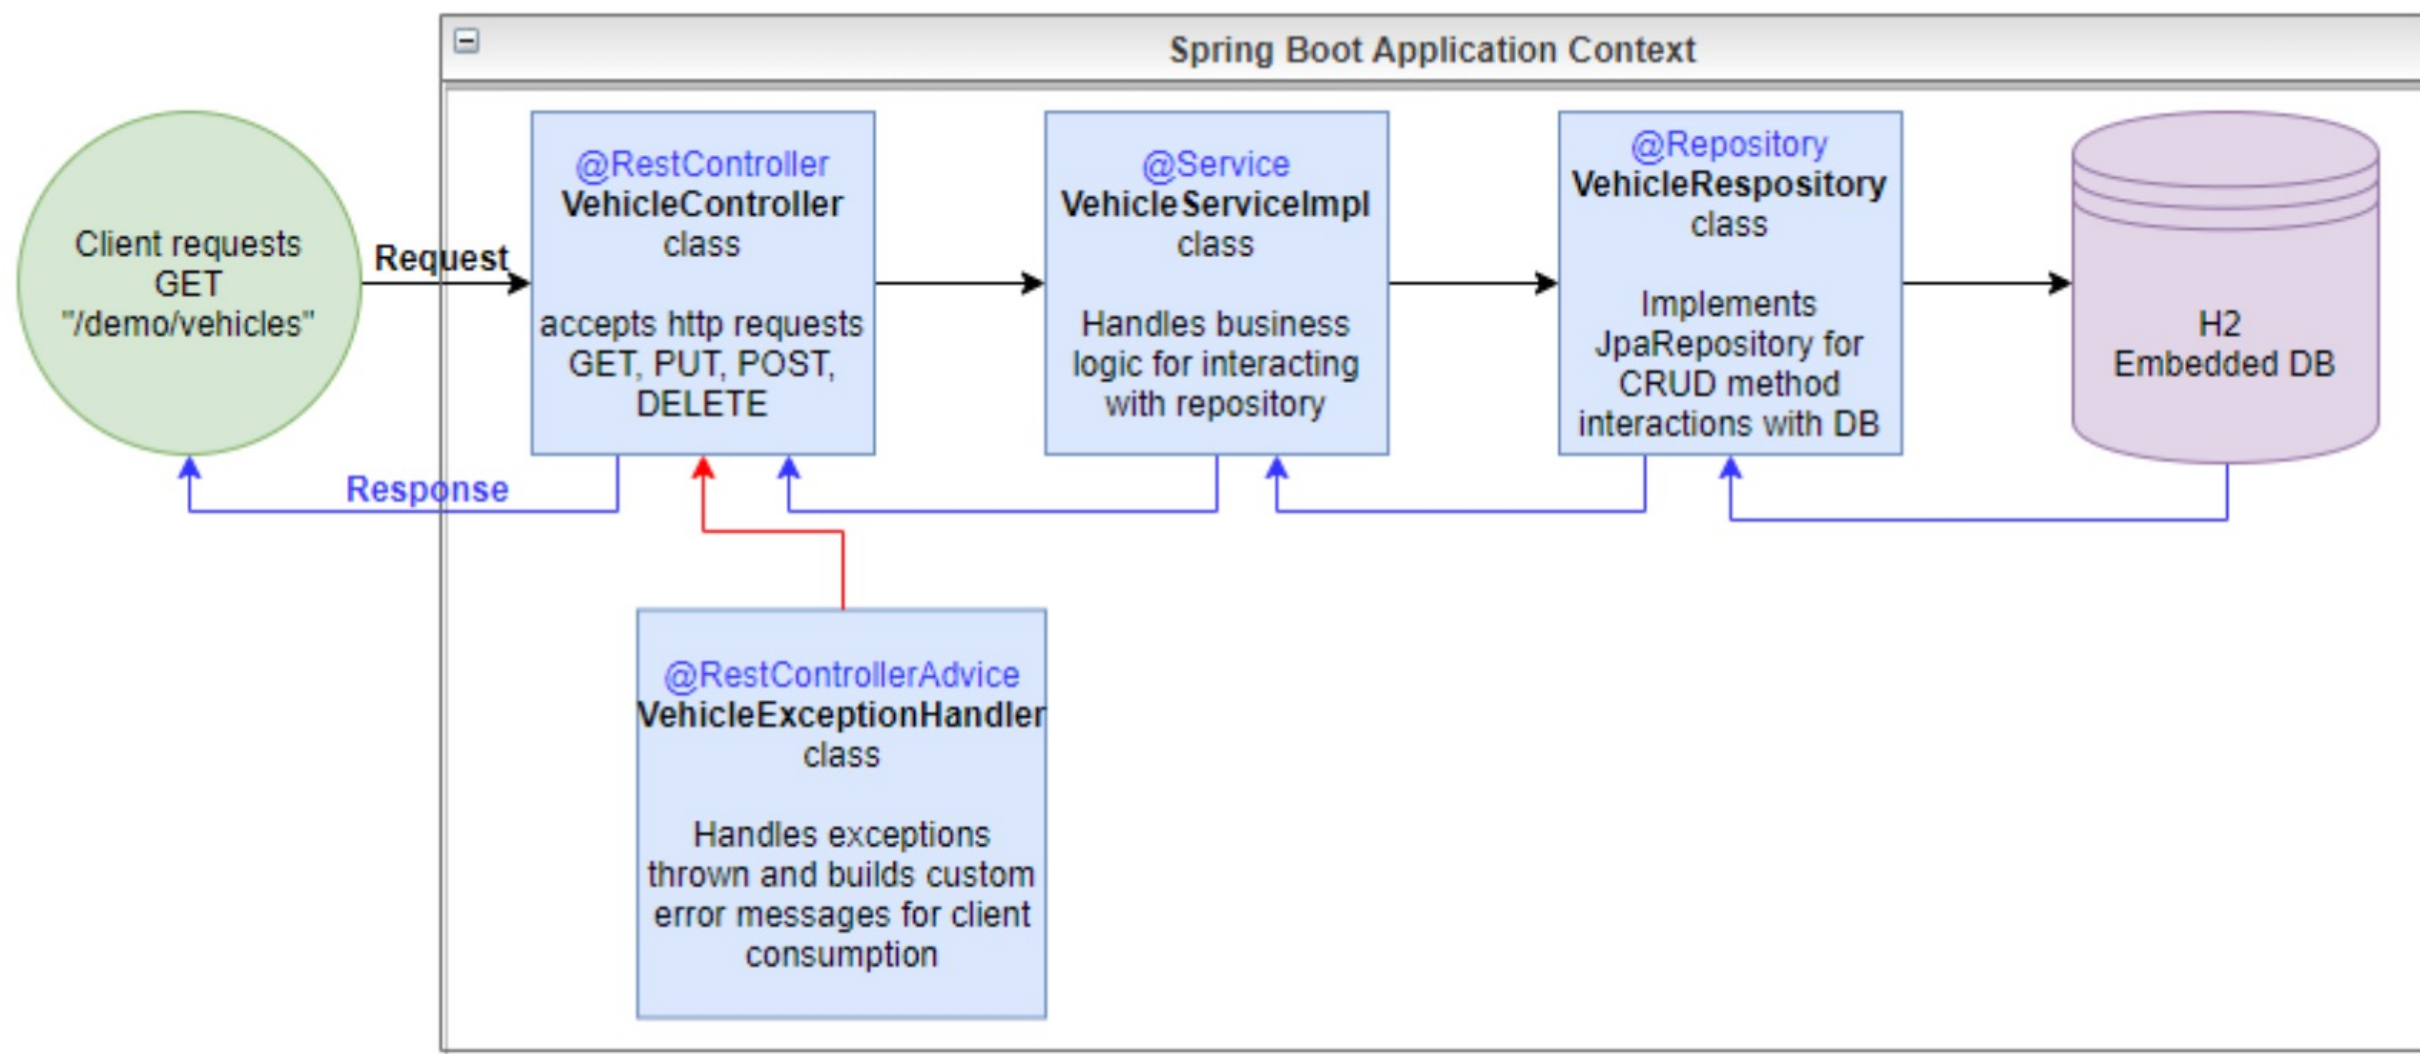 Spring Boot Application Context
Client requests
GET
"/demo/vehicles"
Request
Response
@RestController
VehicleController
class
accepts http requests
GET, PUT, POST,
DELETE
@Service
VehicleServiceImpl
class
Handles business
logic for interacting
with repository
@Repository
VehicleRespository
class
Implements
JpaRepository for
CRUD method
interactions with DB
H2
Embedded DB
@RestControllerAdvice
VehicleExceptionHandler
class
Handles exceptions
thrown and builds custom
error messages for client
consumption